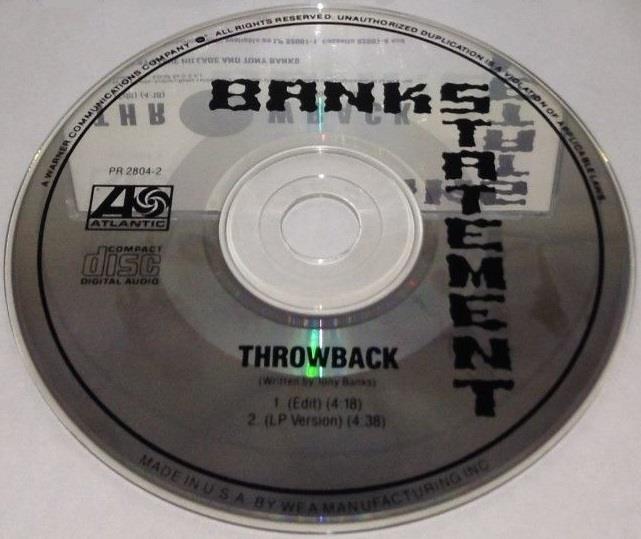 A WARNER COMMUNICATIONS COMPANY ALL RIGHTS RESERVED. UNAUTHORIZED DUPLICATION IS A VIOLATION OF APPLICABLE LAWS.
BANK
STATEMENT
PR 2804-2
ATLANTIC
COMPACT
disc
DIGITAL AUDIO
THROWBACK
(Written by Tony Banks)
1. (Edit) (4:18)
2. (LP Version) (4:38)
MADE IN U.S.A. BY WEA MANUFACTURING INC